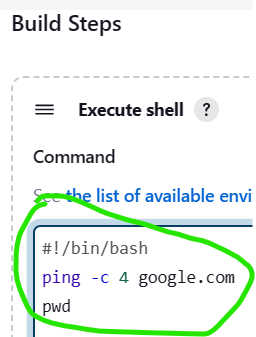 Build Steps
Execute shell ?
Command
See the list of available envi
#!/bin/bash
ping -c 4 google.com
pwd